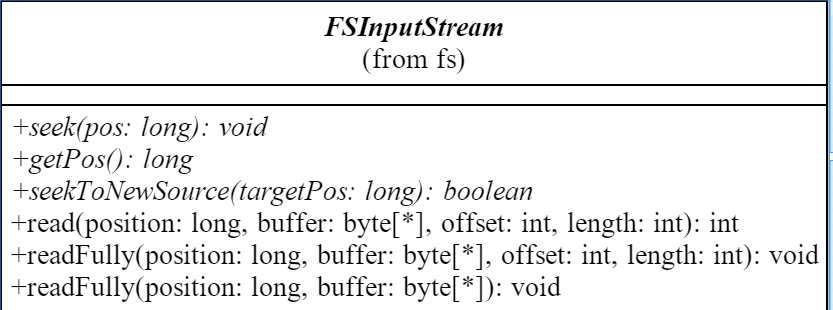 FSInputStream
(from fs)
+seek(pos: long): void
+getPos(): long
+seekToNewSource(targetPos: long): boolean
+read(position: long, buffer: byte[*], offset: int, length: int): int
+readFully(position: long, buffer: byte[*], offset: int, length: int): void
+readFully(position: long, buffer: byte[*]): void